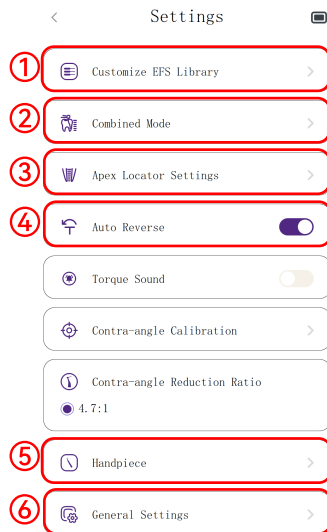 Settings
① Customize EFS Library
② Combined Mode
③ Apex Locator Settings
④ Auto Reverse
Torque Sound
Contra-angle Calibration
Contra-angle Reduction Ratio
4.7:1
⑤ Handpiece
⑥ General Settings